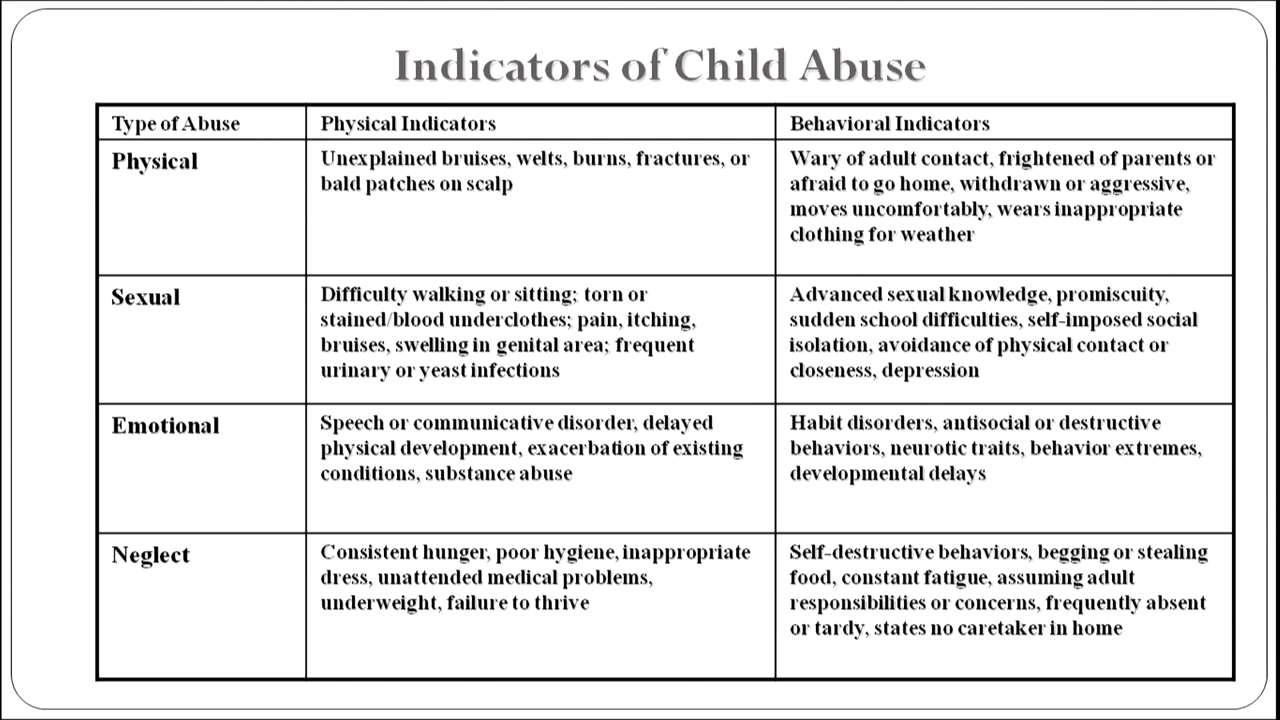 Indicators of Child Abuse
Type of Abuse
Physical Indicators
Behavioral Indicators
Physical
Unexplained bruises, welts, burns, fractures, or
bald patches on scalp
Wary of adult contact, frightened of parents or
afraid to go home, withdrawn or aggressive,
moves uncomfortably, wears inappropriate
clothing for weather
Sexual
Difficulty walking or sitting; torn or
stained/blood underclothes; pain, itching,
bruises, swelling in genital area; frequent
urinary or yeast infections
Advanced sexual knowledge, promiscuity,
sudden school difficulties, self-imposed social
isolation, avoidance of physical contact or
closeness, depression
Emotional
Speech or communicative disorder, delayed
physical development, exacerbation of existing
conditions, substance abuse
Habit disorders, antisocial or destructive
behaviors, neurotic traits, behavior extremes,
developmental delays
Neglect
Consistent hunger, poor hygiene, inappropriate
dress, unattended medical problems,
underweight, failure to thrive
Self-destructive behaviors, begging or stealing
food, constant fatigue, assuming adult
responsibilities or concerns, frequently absent
or tardy, states no caretaker in home